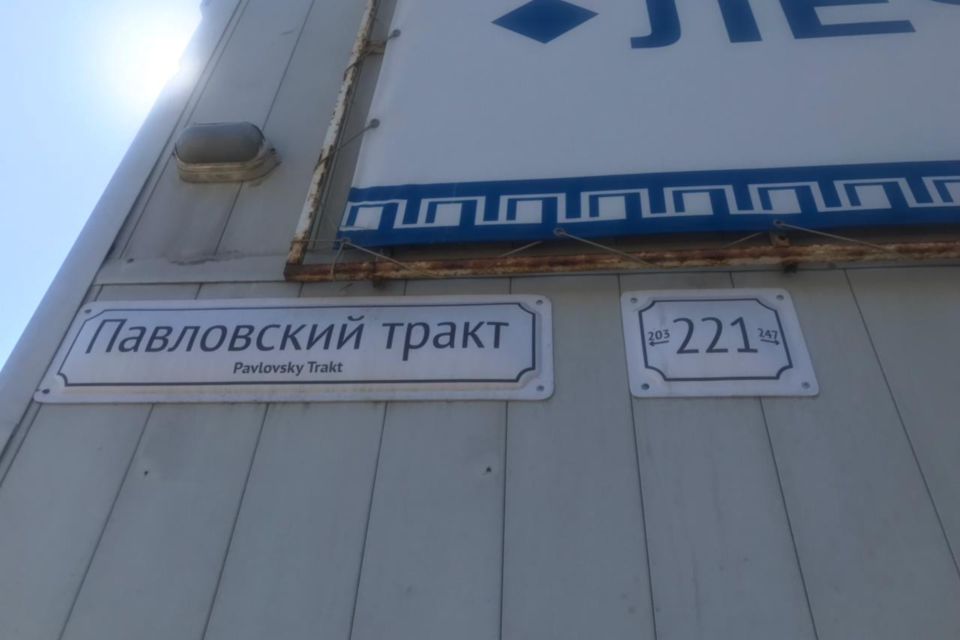 Павловский тракт
Pavlovsky Trakt
203 221 247